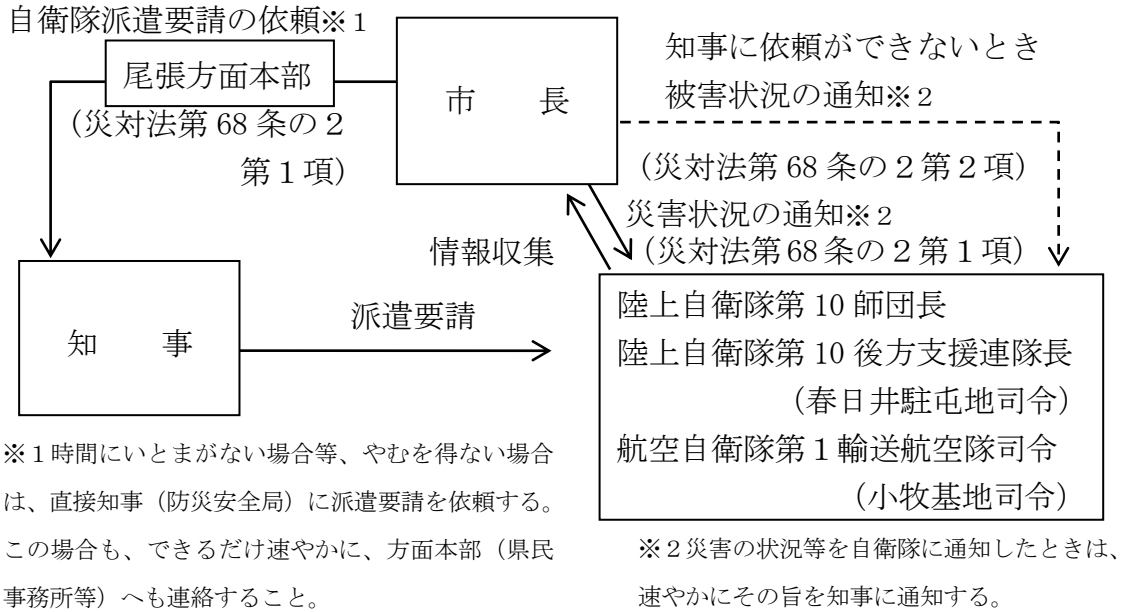 自衛隊派遣要請の依頼※1
尾張方面本部
(災対法第 68 条の2
第1項)
市　　長
知事に依頼ができないとき
被害状況の通知※2
(災対法第 68 条の2第2項)
災害状況の通知※2
(災対法第68条の2第1項)
情報収集
知　　事
派遣要請
陸上自衛隊第 10 師団長
陸上自衛隊第 10 後方支援連隊長
(春日井駐屯地司令)
航空自衛隊第1輸送航空隊司令
(小牧基地司令)
※1時間にいとまがない場合等、やむを得ない場合
は、直接知事(防災安全局)に派遣要請を依頼する。
この場合も、できるだけ速やかに、方面本部(県民
事務所等)へも連絡すること。
※2災害の状況等を自衛隊に通知したときは、
速やかにその旨を知事に通知する。